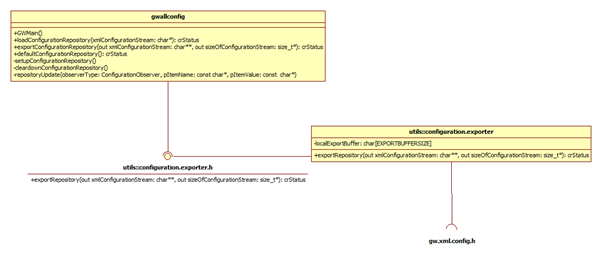 gwallconfig
+GWMain()
+loadConfigurationRepository(xmlConfigurationStream: char*): crStatus
+exportConfigurationRepository(out xmlConfigurationStream: char**, out sizeOfConfigurationStream: size_t*): crStatus
+defaultConfigurationRepository(): crStatus
-setupConfigurationRepository()
-cleardownConfigurationRepository()
-repositoryUpdate(observerType: ConfigurationObserver, pItemName: const char*, pItemValue: const char*)
utils::configuration.exporter
-localExportBuffer: char[EXPORTBUFFERSIZE]
+exportRepository(out xmlConfigurationStream: char**, out sizeOfConfigurationStream: size_t*): crStatus
utils::configuration.exporter.h
+exportRepository(out xmlConfigurationStream: char**, out sizeOfConfigurationStream: size_t*): crStatus
gw.xml.config.h